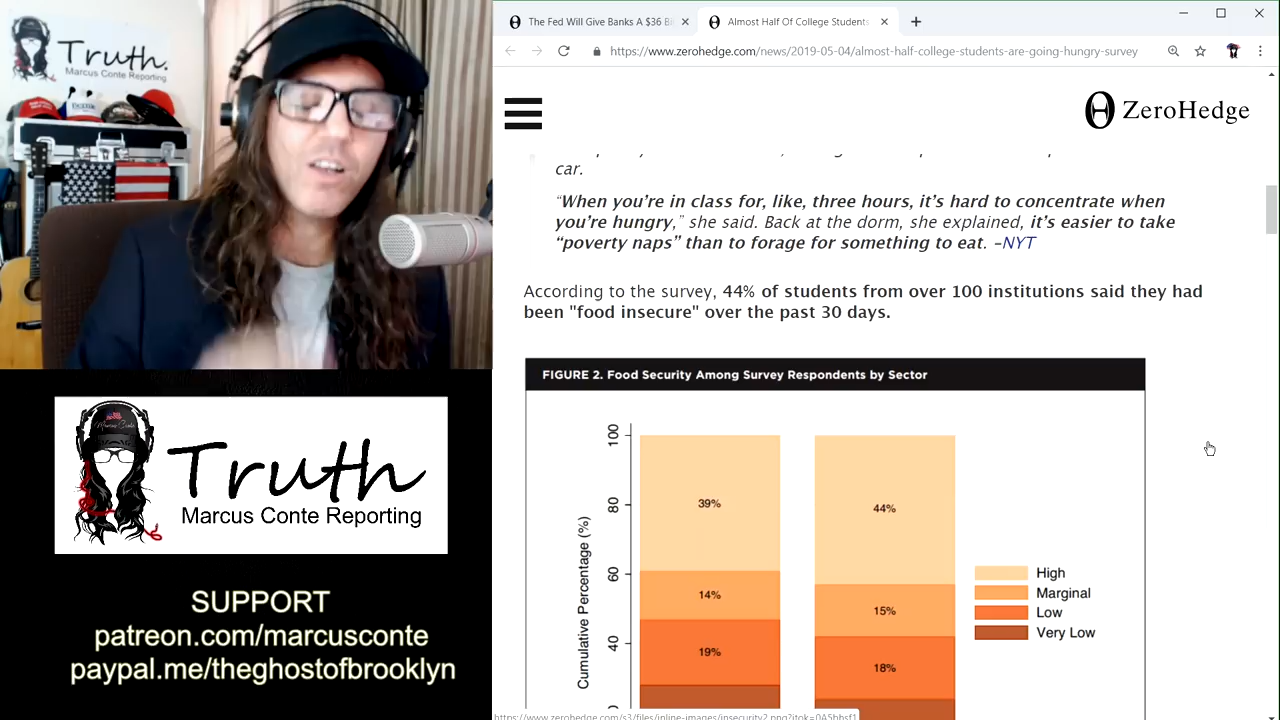 Truth.
Marcus Conte Reporting
The Fed Will Give Banks A $36 Bi
Almost Half Of College Students
https://www.zerohedge.com/news/2019-05-04/almost-half-college-students-are-going-hungry-survey
ZeroHedge
car.
“When you’re in class for, like, three hours, it’s hard to concentrate when
you’re hungry,” she said. Back at the dorm, she explained, it’s easier to take
“poverty naps” than to forage for something to eat. –NYT
According to the survey, 44% of students from over 100 institutions said they had
been "food insecure" over the past 30 days.
FIGURE 2. Food Security Among Survey Respondents by Sector
Cumulative Percentage (%)
100
80
60
40
39%
44%
14%
15%
19%
18%
High
Marginal
Low
Very Low
Marcus Conte
Truth
Marcus Conte Reporting
SUPPORT
patreon.com/marcusconte
paypal.me/theghostofbrooklyn